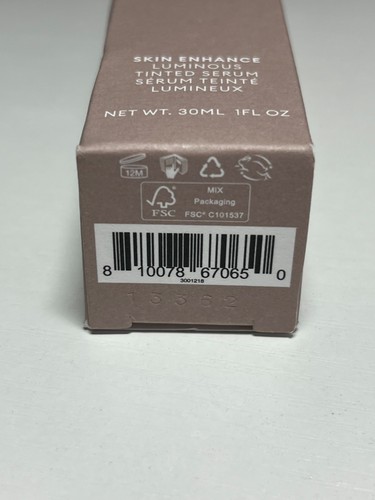 SKIN ENHANCE
LUMINOUS
TINTED SERUM
SÉRUM TEINTÉ
LUMINEUX
NET WT. 30ML 1FL OZ
12M
MIX
Packaging
FSC® C101537
FSC
8 10078 67065 0
3001218
13362